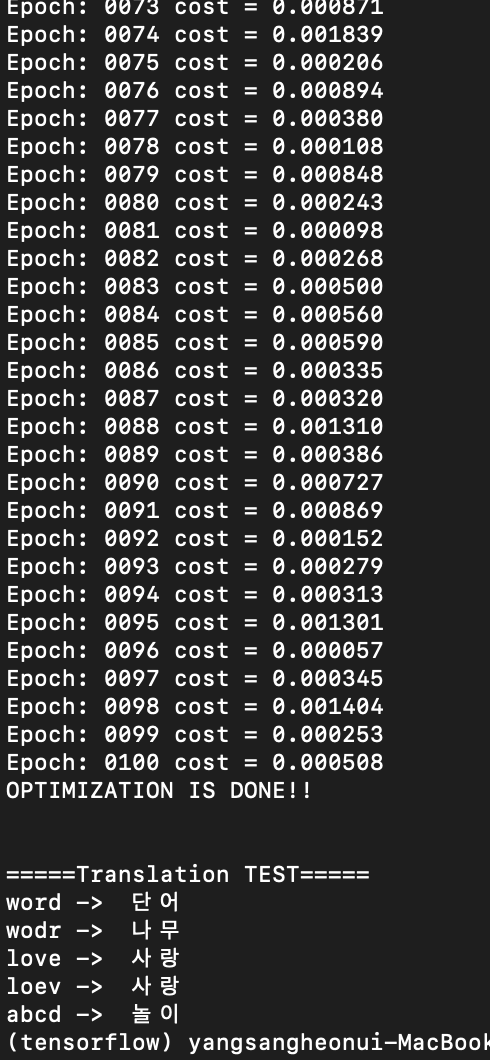 Epoch: 0073 cost = 0.000871
Epoch: 0074 cost = 0.001839
Epoch: 0075 cost = 0.000206
Epoch: 0076 cost = 0.000894
Epoch: 0077 cost = 0.000380
Epoch: 0078 cost = 0.000108
Epoch: 0079 cost = 0.000848
Epoch: 0080 cost = 0.000243
Epoch: 0081 cost = 0.000098
Epoch: 0082 cost = 0.000268
Epoch: 0083 cost = 0.000500
Epoch: 0084 cost = 0.000560
Epoch: 0085 cost = 0.000590
Epoch: 0086 cost = 0.000335
Epoch: 0087 cost = 0.000320
Epoch: 0088 cost = 0.001310
Epoch: 0089 cost = 0.000386
Epoch: 0090 cost = 0.000727
Epoch: 0091 cost = 0.000869
Epoch: 0092 cost = 0.000152
Epoch: 0093 cost = 0.000279
Epoch: 0094 cost = 0.000313
Epoch: 0095 cost = 0.001301
Epoch: 0096 cost = 0.000057
Epoch: 0097 cost = 0.000345
Epoch: 0098 cost = 0.001404
Epoch: 0099 cost = 0.000253
Epoch: 0100 cost = 0.000508
OPTIMIZATION IS DONE!!
=====Translation TEST=====
word -> 단어
wodr -> 나무
love -> 사랑
loev -> 사랑
abcd -> 놀이
(tensorflow) yangsangheonui-MacBook